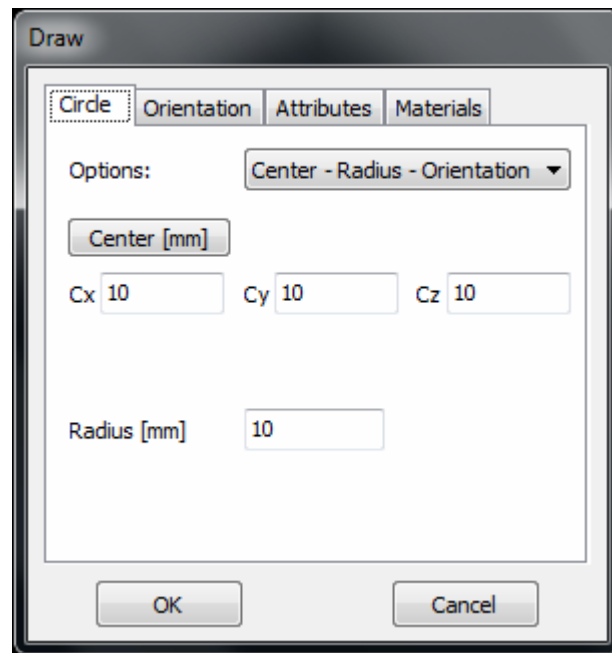 Draw
Circle Orientation Attributes Materials
Options: Center - Radius - Orientation
Center [mm]
Cx 10 Cy 10 Cz 10
Radius [mm] 10
OK Cancel